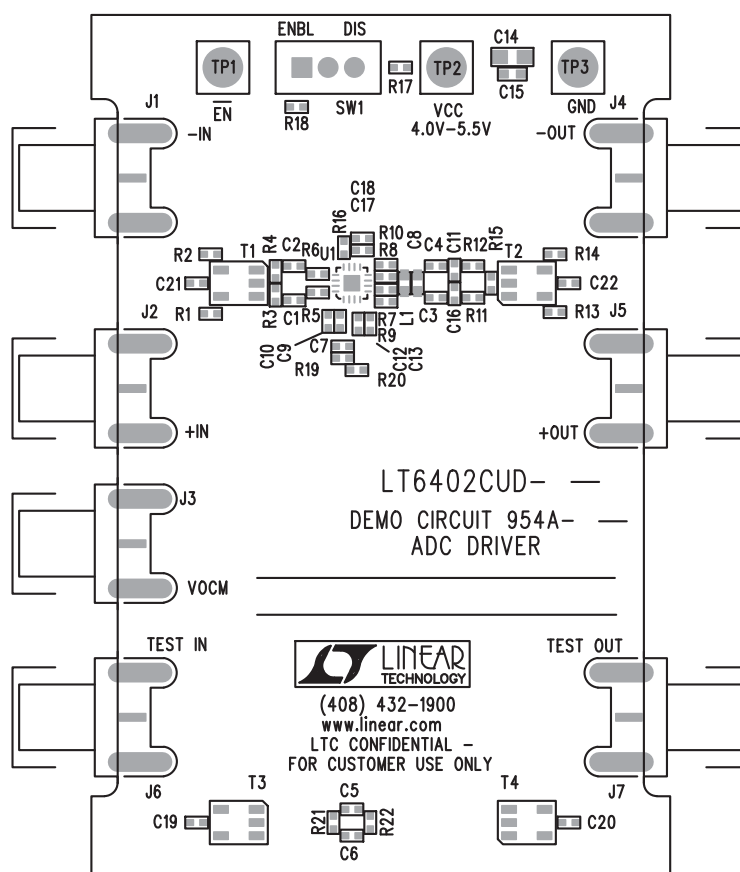 ENBL DIS C14
TP1 TP2 TP3
R17 C15
J1 EN R18 SW1 VCC GND J4
4.0V-5.5V
-IN -OUT
C18
C17
R16 R10 C8 C11
R2 T1 R4 C2 R6 U1 R8 C4 R12 R15 T2 R14
C21 C22
R1 R3 C1 R5 R7 L1 C3 C16 R11 R13
J2 R9 J5
C10 C9 C7 C12 C13
R19 R20
+IN +OUT
LT6402CUD- —
J3
DEMO CIRCUIT 954A- —
ADC DRIVER
VOCM
TEST IN TEST OUT
LINEAR
TECHNOLOGY
(408) 432-1900
www.linear.com
LTC CONFIDENTIAL -
FOR CUSTOMER USE ONLY
J6 T3 C5 T4 J7
C19 R21 R22 C20
C6